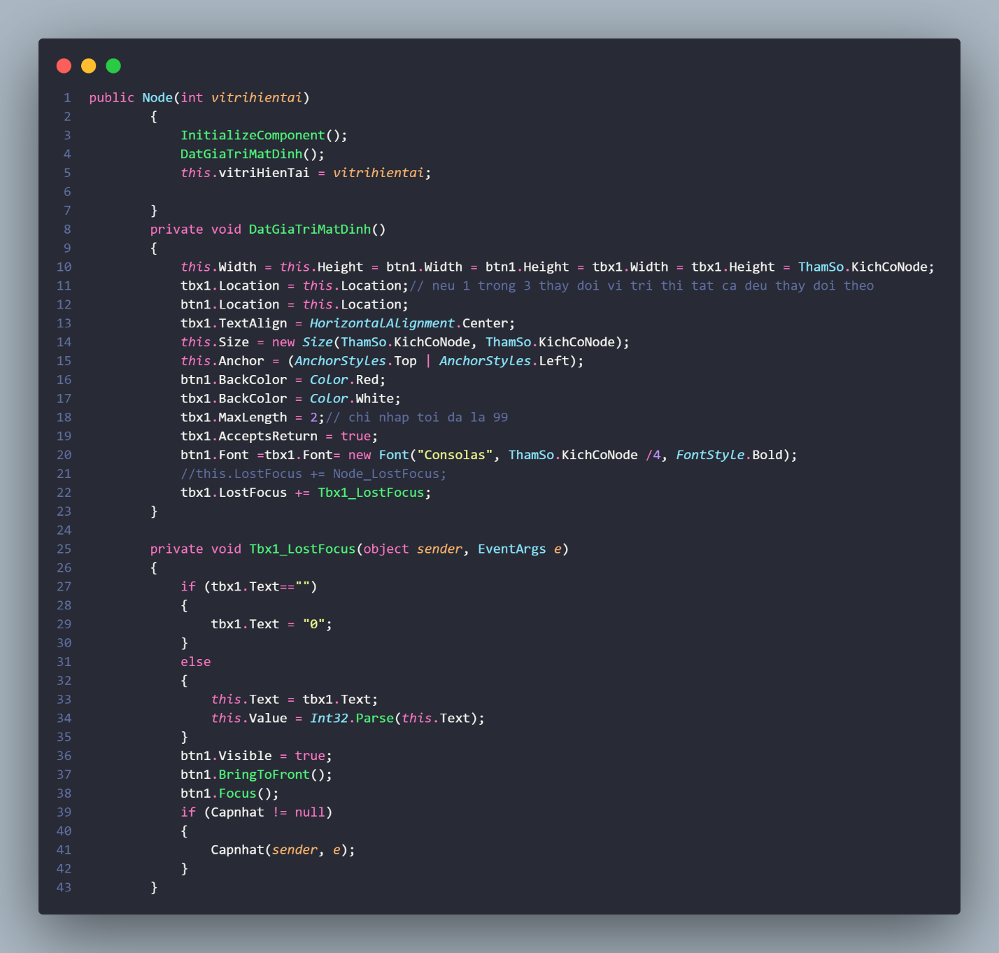 1 public Node(int vitrihientai)
2 {
3 InitializeComponent();
4 DatGiaTriMatDinh();
5 this.vitriHienTai = vitrihientai;
6
7 }
8 private void DatGiaTriMatDinh()
9 {
10 this.Width = this.Height = btn1.Width = btn1.Height = tbx1.Width = tbx1.Height = ThamSo.KichCoNode;
11 tbx1.Location = this.Location;// neu 1 trong 3 thay doi vi tri thi tat ca deu thay doi theo
12 btn1.Location = this.Location;
13 tbx1.TextAlign = HorizontalAlignment.Center;
14 this.Size = new Size(ThamSo.KichCoNode, ThamSo.KichCoNode);
15 this.Anchor = (AnchorStyles.Top | AnchorStyles.Left);
16 btn1.BackColor = Color.Red;
17 tbx1.BackColor = Color.White;
18 tbx1.MaxLength = 2;// chi nhap toi da la 99
19 tbx1.AcceptsReturn = true;
20 btn1.Font =tbx1.Font= new Font("Consolas", ThamSo.KichCoNode /4, FontStyle.Bold);
21 //this.LostFocus += Node_LostFocus;
22 tbx1.LostFocus += Tbx1_LostFocus;
23 }
24
25 private void Tbx1_LostFocus(object sender, EventArgs e)
26 {
27 if (tbx1.Text=="")
28 {
29 tbx1.Text = "0";
30 }
31 else
32 {
33 this.Text = tbx1.Text;
34 this.Value = Int32.Parse(this.Text);
35 }
36 btn1.Visible = true;
37 btn1.BringToFront();
38 btn1.Focus();
39 if (Capnhat != null)
40 {
41 Capnhat(sender, e);
42 }
43 }